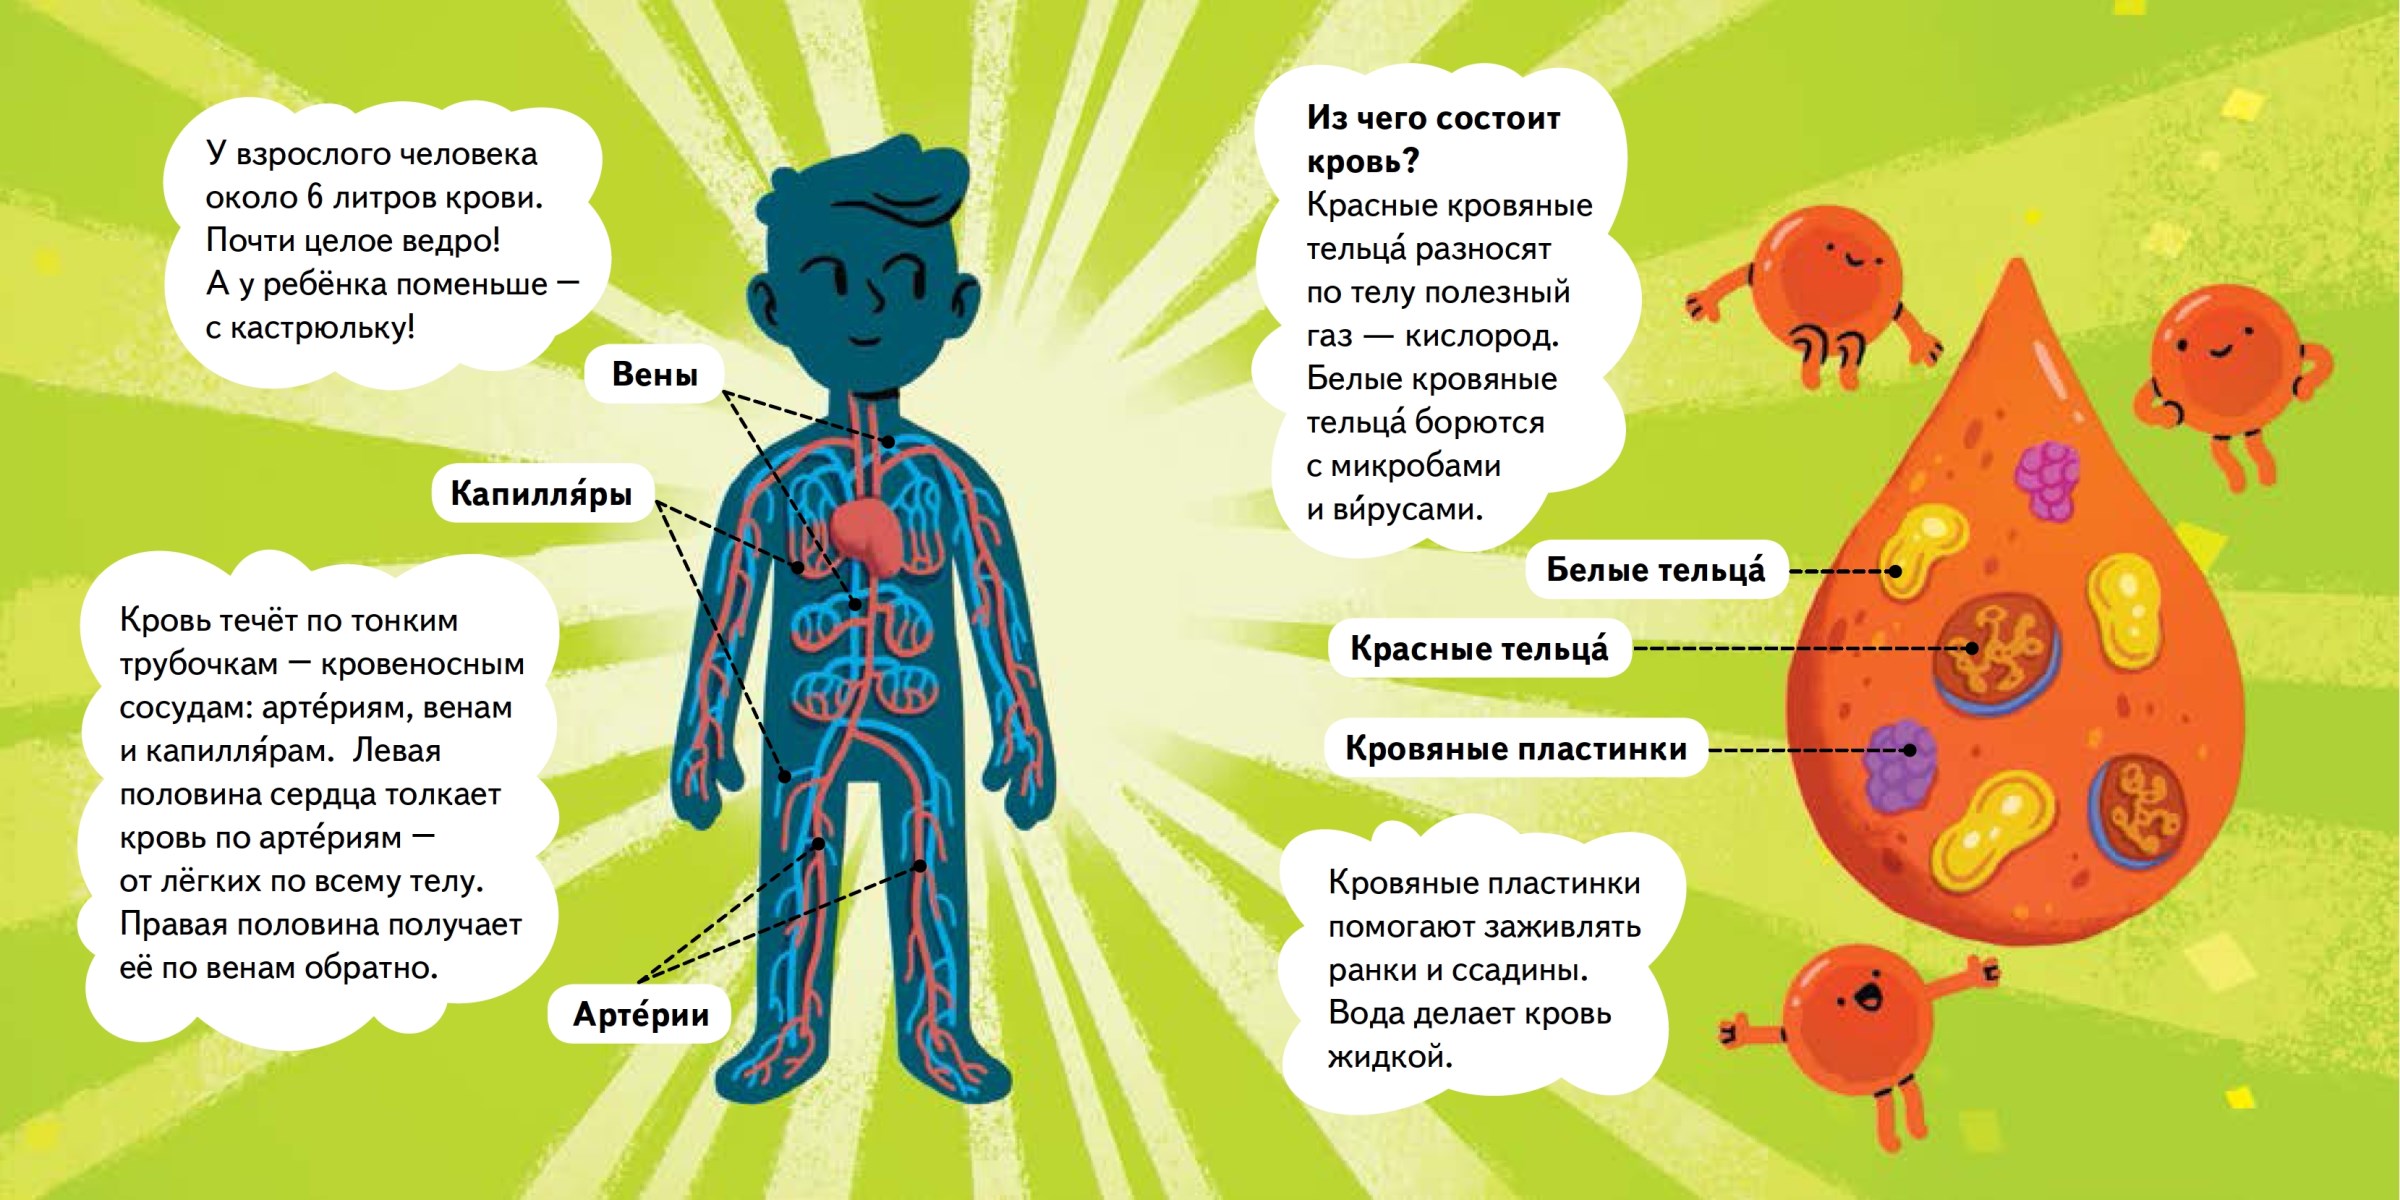 У взрослого человека
около 6 литров крови.
Почти целое ведро!
А у ребёнка поменьше —
с кастрюльку!
Вены
Капилля́ры
Кровь течёт по тонким
трубочкам — кровеносным
сосудам: арте́риям, венам
и капилля́рам. Левая
половина сердца толкает
кровь по арте́риям —
от лёгких по всему телу.
Правая половина получает
её по венам обратно.
Арте́рии
Из чего состоит
кровь?
Красные кровяные
тельца́ разносят
по телу полезный
газ — кислород.
Белые кровяные
тельца́ борются
с микробами
и ви́русами.
Белые тельца́
Красные тельца́
Кровяные пластинки
Кровяные пластинки
помогают заживлять
ранки и ссадины.
Вода делает кровь
жидкой.